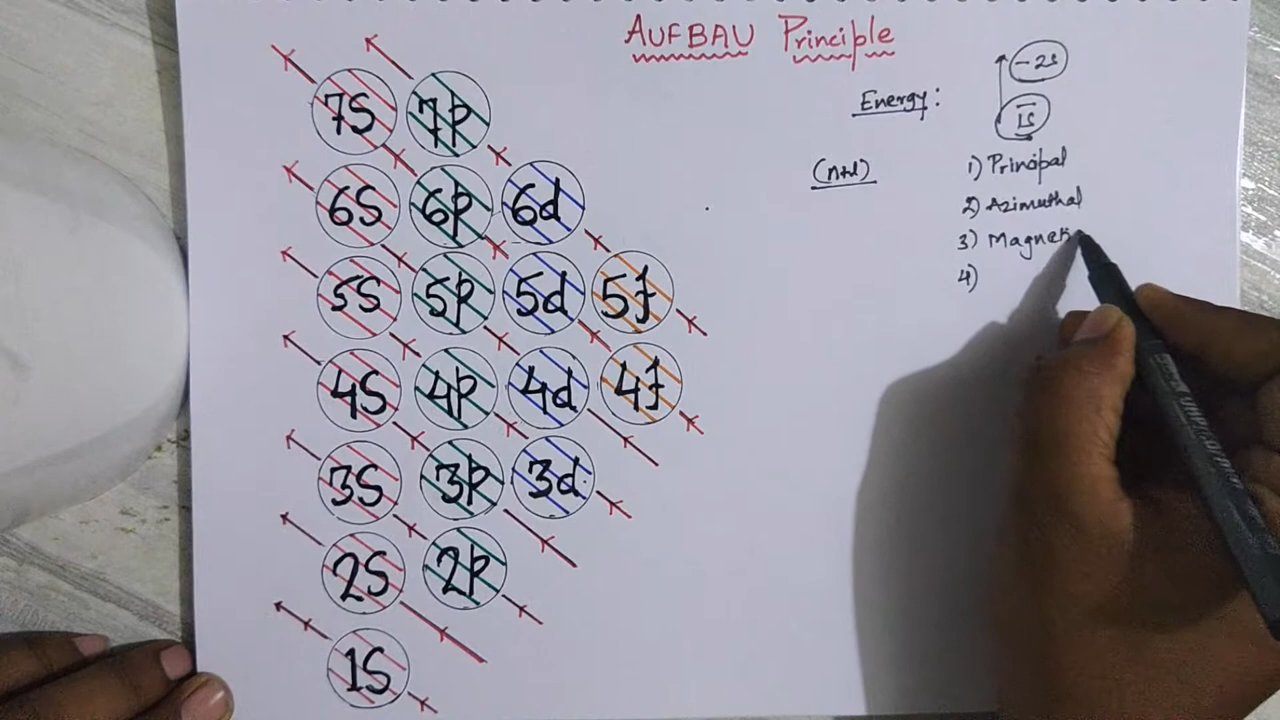 AUFBAU Principle
7S 7p
6S 6p 6d
5S 5p 5d 5f
4S 4p 4d 4f
3S 3p 3d
2S 2p
1S
Energy:
- 2s
1s
(n+l)
1) Principal
2) Azimuthal
3) Magneti
4)